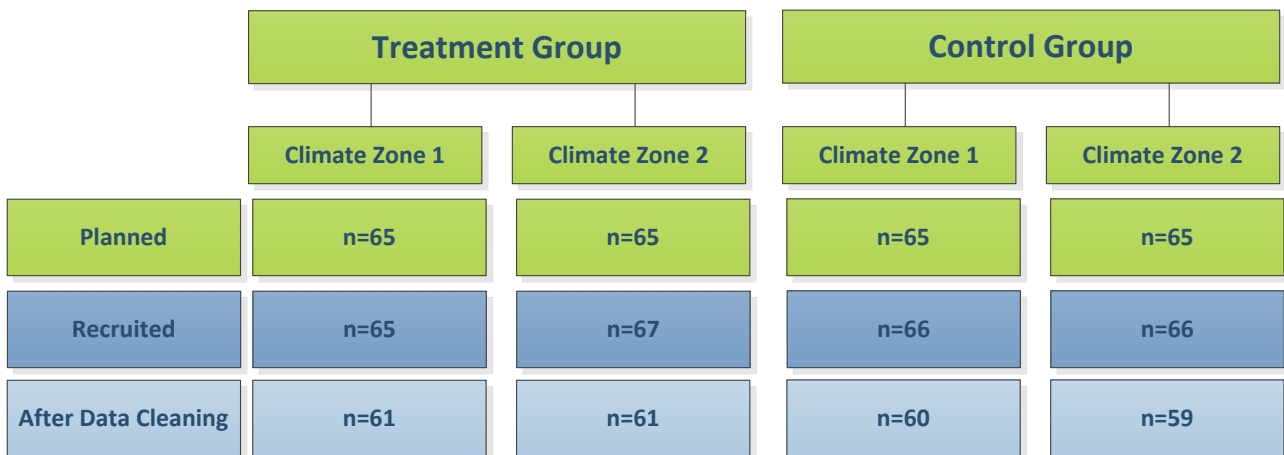 Treatment Group
Control Group
Climate Zone 1
Climate Zone 2
Climate Zone 1
Climate Zone 2
Planned
n=65
n=65
n=65
n=65
Recruited
n=65
n=67
n=66
n=66
After Data Cleaning
n=61
n=61
n=60
n=59